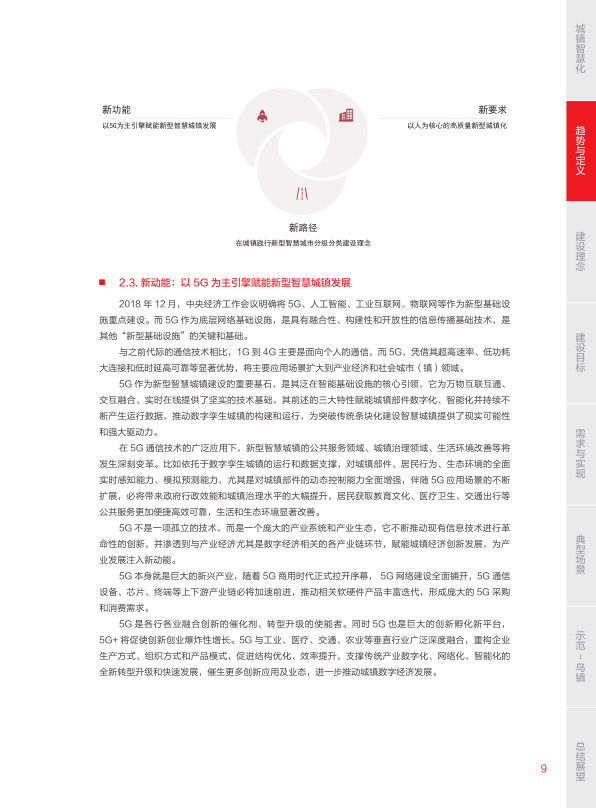 新功能
以5G为主引擎赋能新型智慧城镇发展
新要求
以人为核心的高质量新型城镇化
新路径
在城镇践行新型智慧城市分级分类建设理念
2.3. 新动能：以 5G 为主引擎赋能新型智慧城镇发展
2018 年 12 月，中央经济工作会议明确将 5G、人工智能、工业互联网、物联网等作为新型基础设
施重点建设。而 5G 作为底层网络基础设施，是具有融合性、构建性和开放性的信息传播基础技术，是
其他“新型基础设施”的关键和基础。
与之前代际的通信技术相比，1G 到 4G 主要是面向个人的通信，而 5G，凭借其超高速率、低功耗
大连接和低时延高可靠等显著优势，将主要应用场景扩大到产业经济和社会城市（镇）领域。
5G 作为新型智慧城镇建设的重要基石，是其泛在智能基础设施的核心引领，它为万物互联互通、
交互融合、实时在线提供了坚实的技术基础，其前述的三大特性赋能城镇部件数字化、智能化并持续不
断产生运行数据，推动数字孪生城镇的构建和运行，为突破传统条块化建设智慧城镇提供了现实可能性
和强大驱动力。
在 5G 通信技术的广泛应用下，新型智慧城镇的公共服务领域、城镇治理领域、生活环境改善等将
发生深刻变革。比如依托于数字孪生城镇的运行和数据支撑，对城镇部件、居民行为、生态环境的全面
实时感知能力、模拟预测能力，尤其是对城镇部件的动态控制能力全面增强，伴随 5G 应用场景的不断
扩展，必将带来政府行政效能和城镇治理水平的大幅提升，居民获取教育文化、医疗卫生、交通出行等
公共服务更加便捷高效可靠，生活和生态环境显著改善。
5G 不是一项孤立的技术，而是一个庞大的产业系统和产业生态，它不断推动现有信息技术进行革
命性的创新，并渗透到与产业经济尤其是数字经济相关的各产业链环节，赋能城镇经济创新发展，为产
业发展注入新动能。
5G 本身就是巨大的新兴产业，随着 5G 商用时代正式拉开序幕， 5G 网络建设全面铺开，5G 通信
设备、芯片、终端等上下游产业链必将加速前进，推动相关软硬件产品丰富迭代，形成庞大的 5G 采购
和消费需求。
5G 是各行各业融合创新的催化剂、转型升级的使能者。同时 5G 也是巨大的创新孵化新平台，
5G+ 将促使创新创业爆炸性增长。5G 与工业、医疗、交通、农业等垂直行业广泛深度融合，重构企业
生产方式、组织方式和产品模式，促进结构优化、效率提升，支撑传统产业数字化、网络化、智能化的
全新转型升级和快速发展，催生更多创新应用及业态，进一步推动城镇数字经济发展。
城镇智慧化
趋势与定义
建设理念
建设目标
需求与实现
典型场景
示范－乌镇
总结展望
9